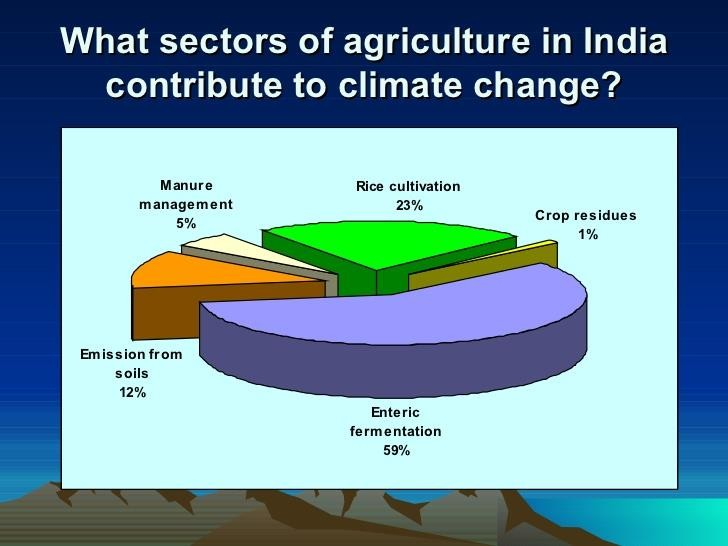 What sectors of agriculture in India
contribute to climate change?
Manure
management
5%
Rice cultivation
23%
Crop residues
1%
Emission from
soils
12%
Enteric
fermentation
59%